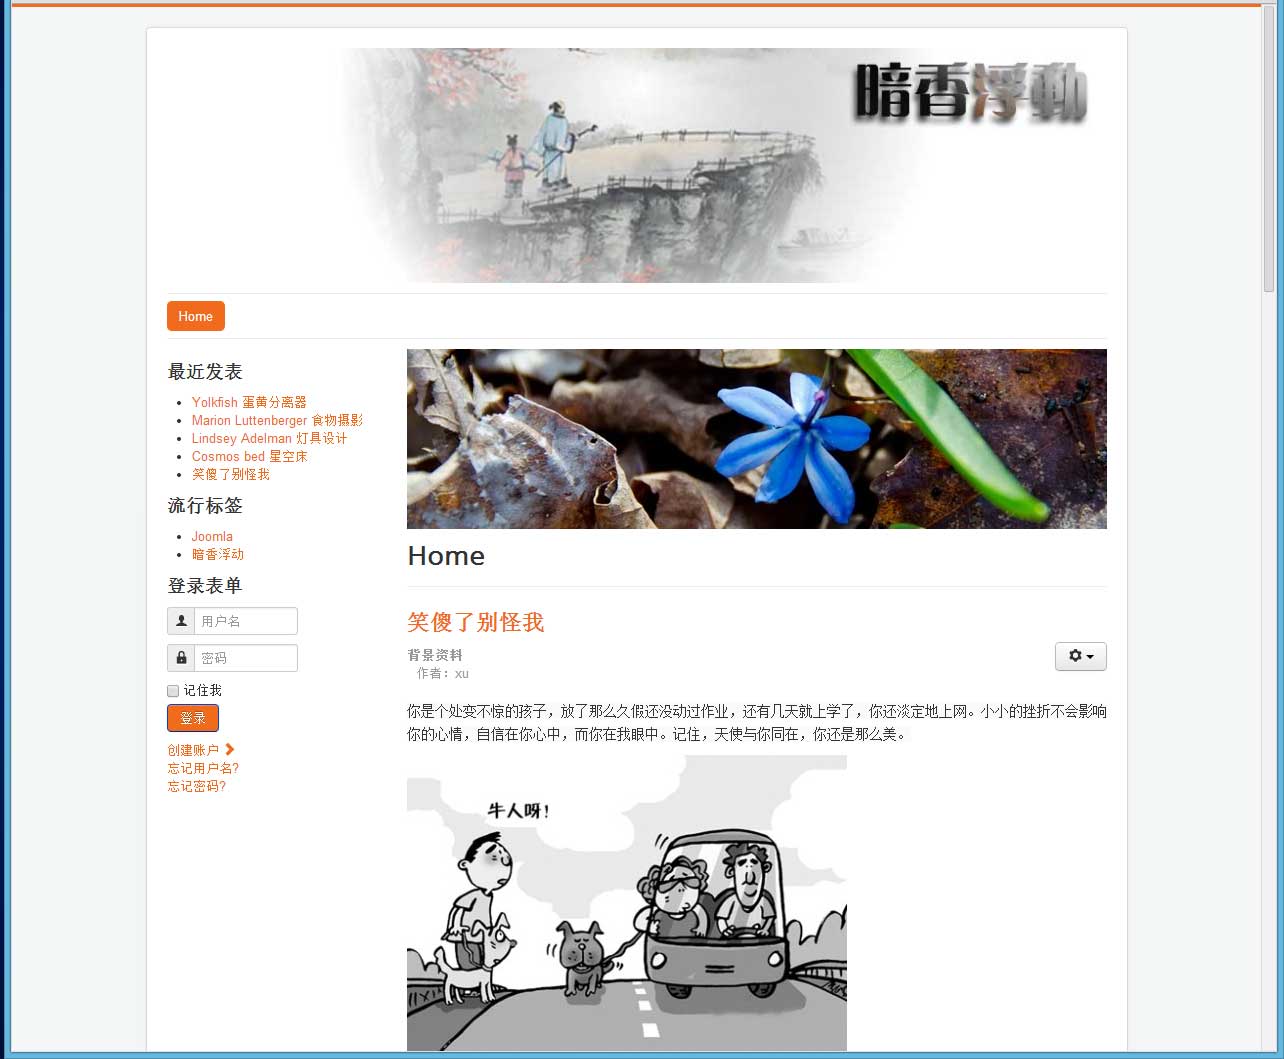 暗香浮動
Home
最近发表
Yolkfish 蛋黄分离器
Marion Luttenberger 食物摄影
Lindsey Adelman 灯具设计
Cosmos bed 星空床
笑傻了别怪我
流行标签
Joomla
暗香浮动
登录表单
用户名
密码
记住我
登录
创建账户
忘记用户名?
忘记密码?
Home
笑傻了别怪我
背景资料
作者：xu
你是个处变不惊的孩子，放了那么久假还没动过作业，还有几天就上学了，你还淡定地上网。小小的挫折不会影响
你的心情，自信在你心中，而你在我眼中。记住，天使与你同在，你还是那么美。
牛人呀!